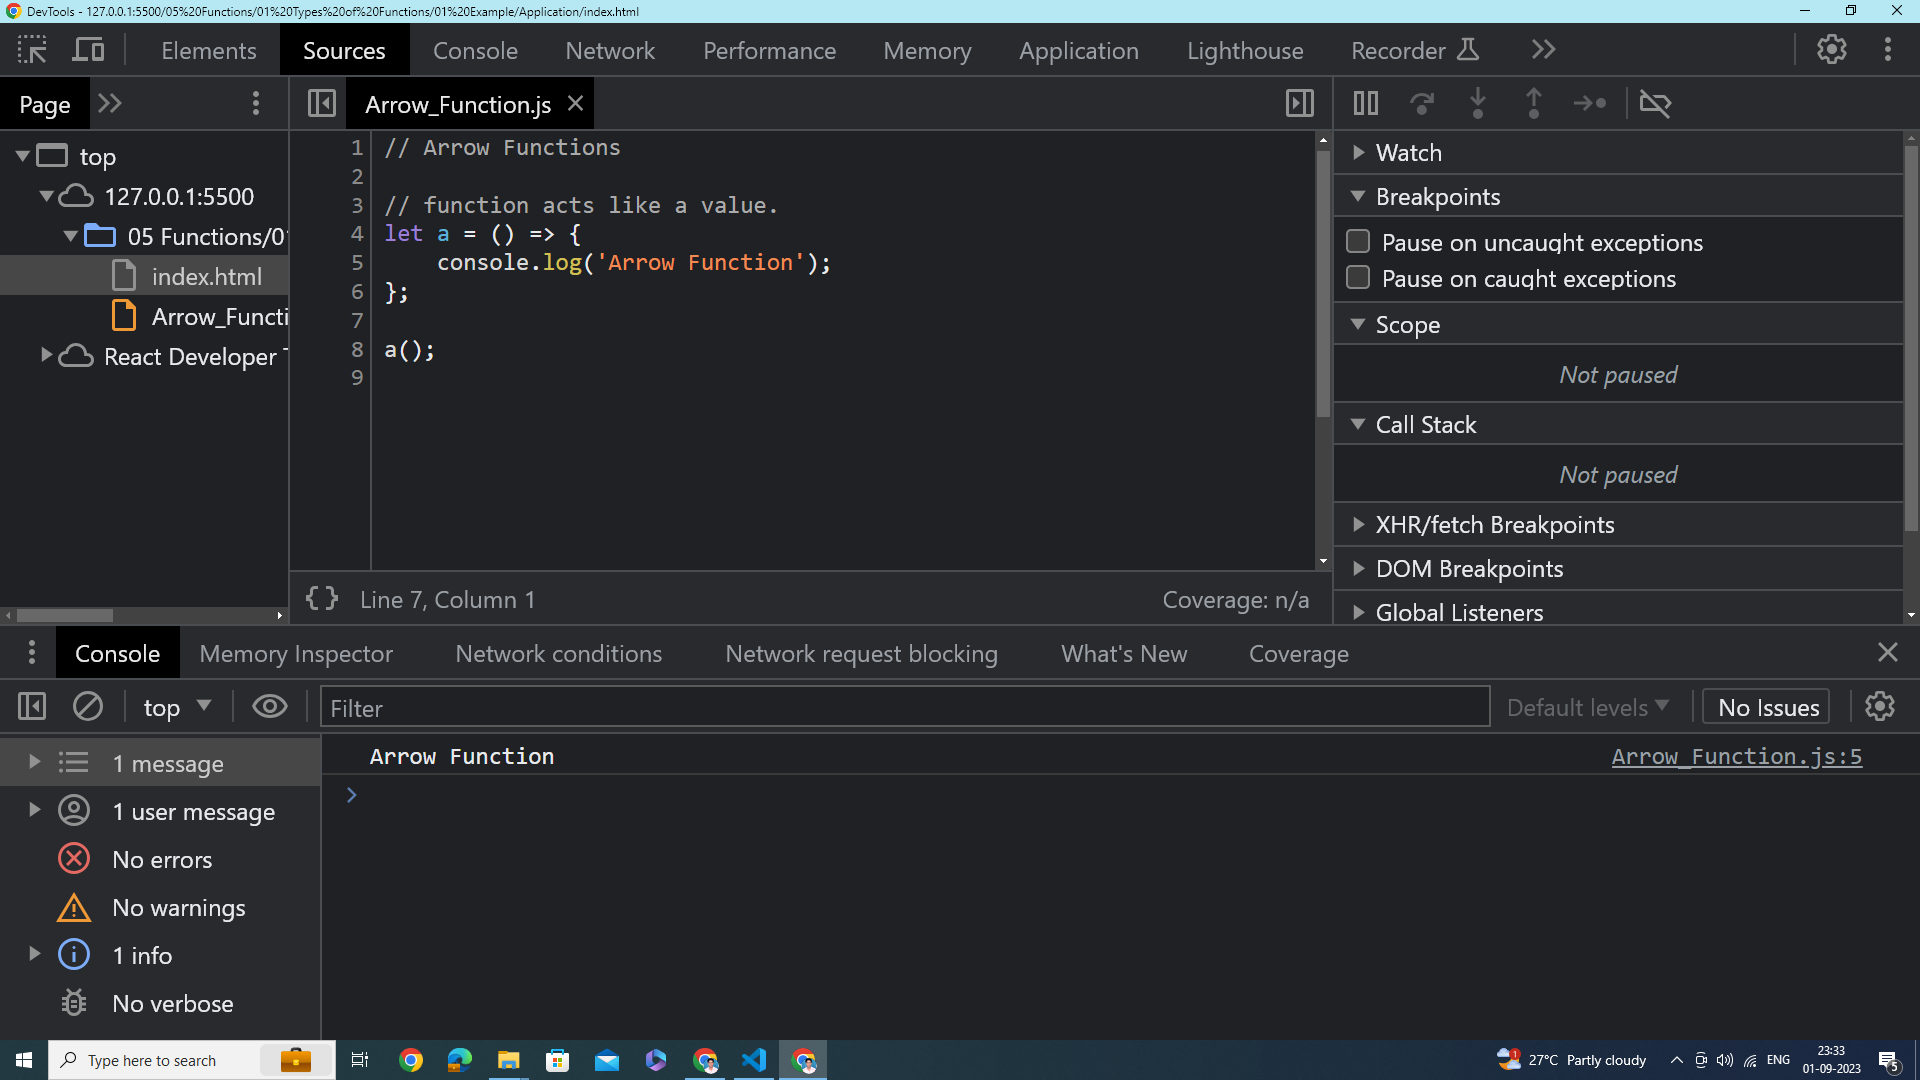 DevTools - 127.0.0.1:5500/05%20Functions/01%20Types%20of%20Functions/01%20Example/Application/index.html
Elements Sources Console Network Performance Memory Application Lighthouse Recorder
Page
Arrow_Function.js
top
127.0.0.1:5500
05 Functions/01
index.html
Arrow_Functi
React Developer T
1 // Arrow Functions
2
3 // function acts like a value.
4 let a = () => {
5 console.log('Arrow Function');
6 };
7
8 a();
9
{} Line 7, Column 1
Coverage: n/a
Watch
Breakpoints
Pause on uncaught exceptions
Pause on caught exceptions
Scope
Not paused
Call Stack
Not paused
XHR/fetch Breakpoints
DOM Breakpoints
Global Listeners
Console Memory Inspector Network conditions Network request blocking What's New Coverage
top
Filter
Default levels
No Issues
1 message
1 user message
No errors
No warnings
1 info
No verbose
Arrow Function
Arrow_Function.js:5
Type here to search
1
27°C Partly cloudy
ENG
23:33
01-09-2023
5